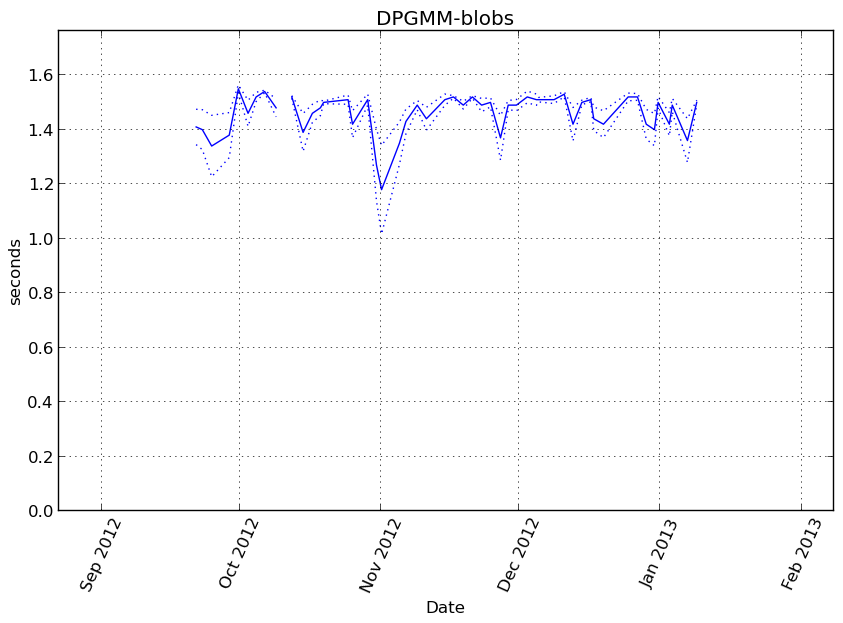 DPGMM-blobs
1.6
1.4
1.2
1.0
0.8
0.6
0.4
0.2
0.0
seconds
Sep 2012
Oct 2012
Nov 2012
Dec 2012
Jan 2013
Feb 2013
Date